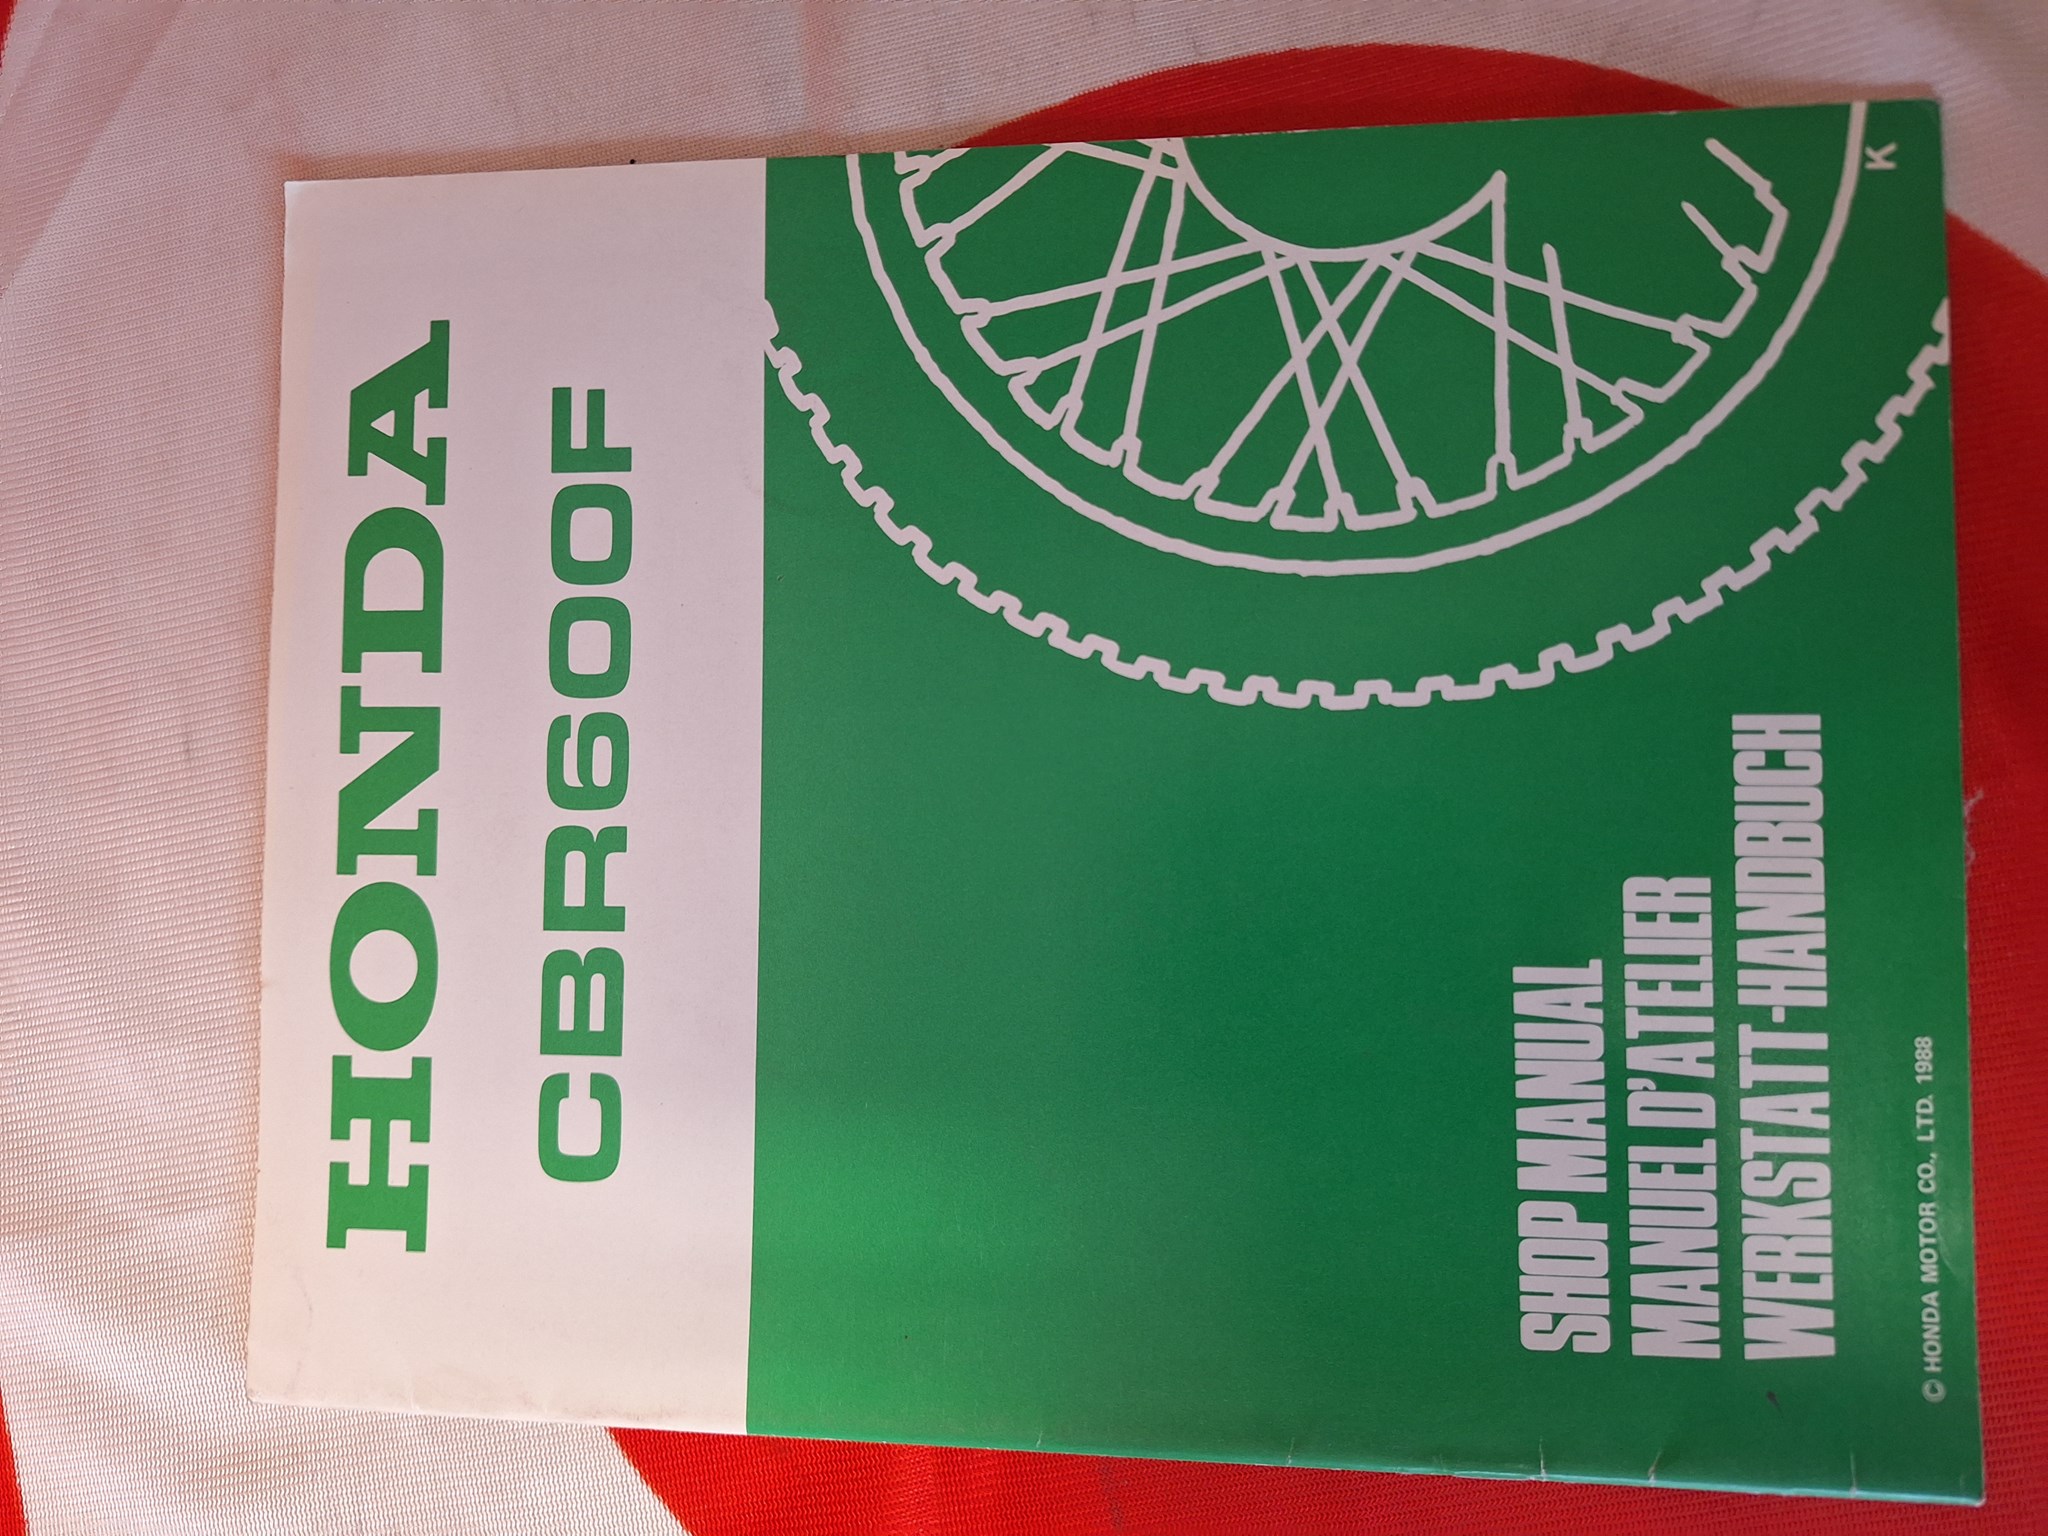 HONDA
CBR600F
SHOP MANUAL
MANUEL D'ATELIER
WERKSTATT-HANDBUCH
© HONDA MOTOR CO., LTD. 1988
K